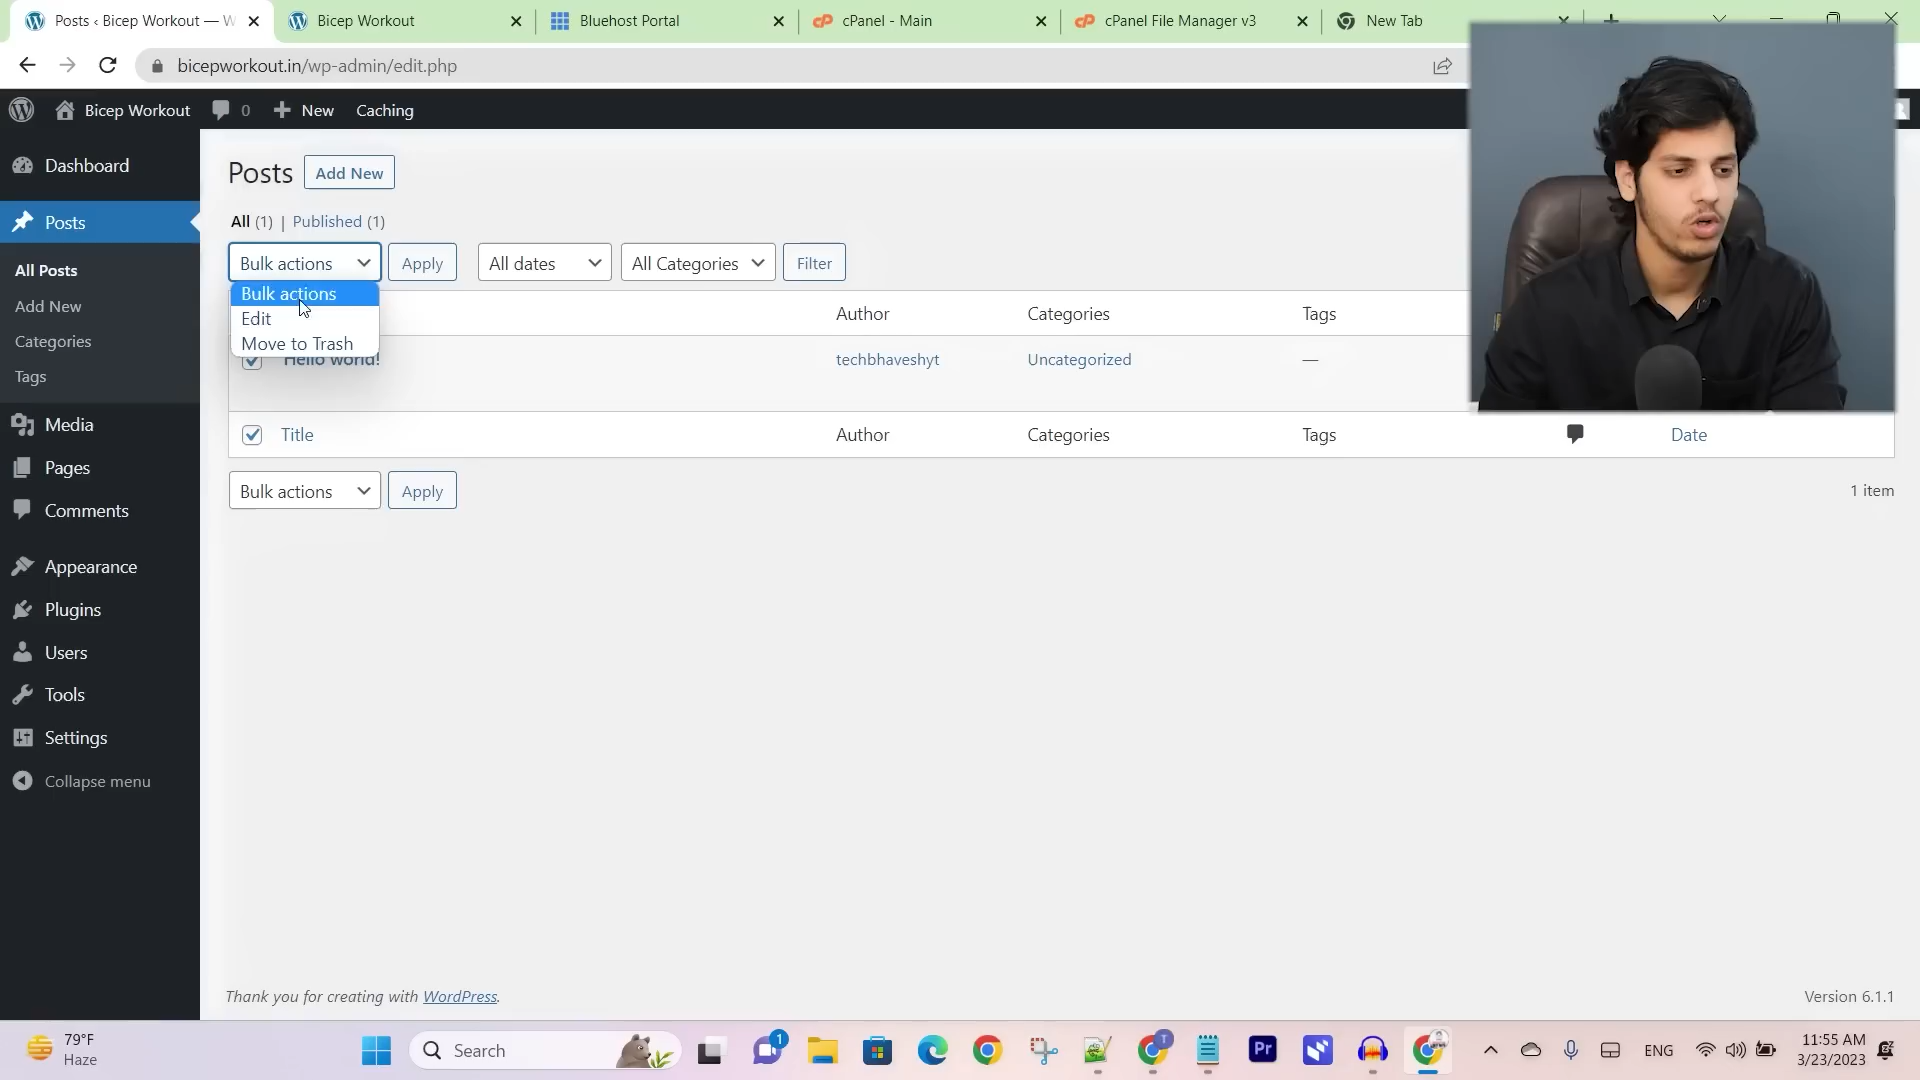 Posts ‹ Bicep Workout — W
Bicep Workout
Bluehost Portal
cPanel - Main
cPanel File Manager v3
New Tab
bicepworkout.in/wp-admin/edit.php
Bicep Workout
0
New
Caching
Dashboard
Posts
All Posts
Add New
Categories
Tags
Media
Pages
Comments
Appearance
Plugins
Users
Tools
Settings
Collapse menu
Posts
Add New
All (1) | Published (1)
Bulk actions
Apply
All dates
All Categories
Filter
Bulk actions
Edit
Move to Trash
Author
Categories
Tags
Hello world!
techbhaveshyt
Uncategorized
—
Title
Author
Categories
Tags
Date
Bulk actions
Apply
1 item
Thank you for creating with WordPress.
Version 6.1.1
79°F
Haze
Search
1
T
Pr
ENG
11:55 AM
3/23/2023